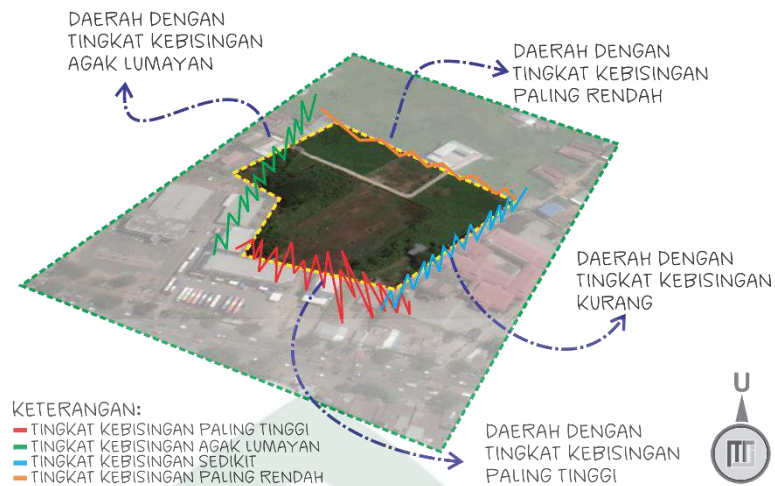 DAERAH DENGAN
TINGKAT KEBISINGAN
AGAK LUMAYAN
DAERAH DENGAN
TINGKAT KEBISINGAN
PALING RENDAH
DAERAH DENGAN
TINGKAT KEBISINGAN
KURANG
KETERANGAN:
TINGKAT KEBISINGAN PALING TINGGI
TINGKAT KEBISINGAN AGAK LUMAYAN
TINGKAT KEBISINGAN SEDIKIT
TINGKAT KEBISINGAN PALING RENDAH
DAERAH DENGAN
TINGKAT KEBISINGAN
PALING TINGGI
U